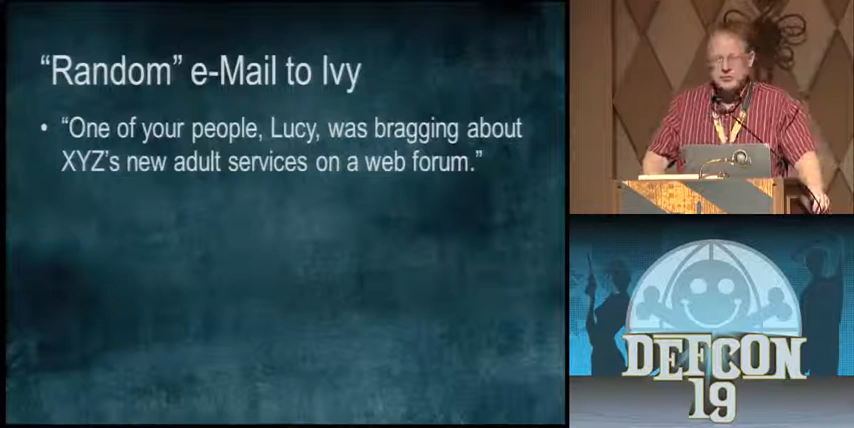 “Random” e-Mail to Ivy
• “One of your people, Lucy, was bragging about
XYZ’s new adult services on a web forum.”
DEFCON
19